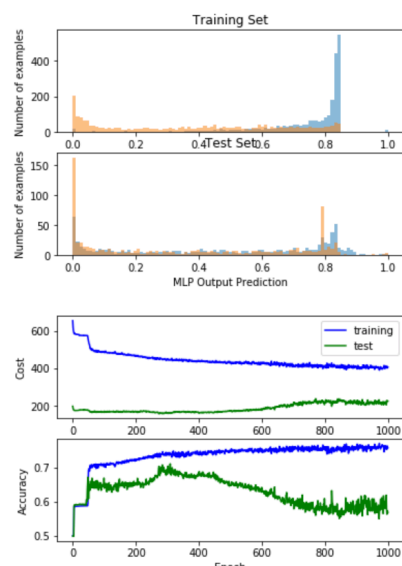 Training Set
Number of examples
400
200
0
0.0 0.2 0.4 0.6 0.8 1.0
Test Set
Number of examples
150
100
50
0
0.0 0.2 0.4 0.6 0.8 1.0
MLP Output Prediction
Cost
600
400
200
training
test
0 200 400 600 800 1000
Accuracy
0.7
0.6
0.5
0 200 400 600 800 1000
Epoch